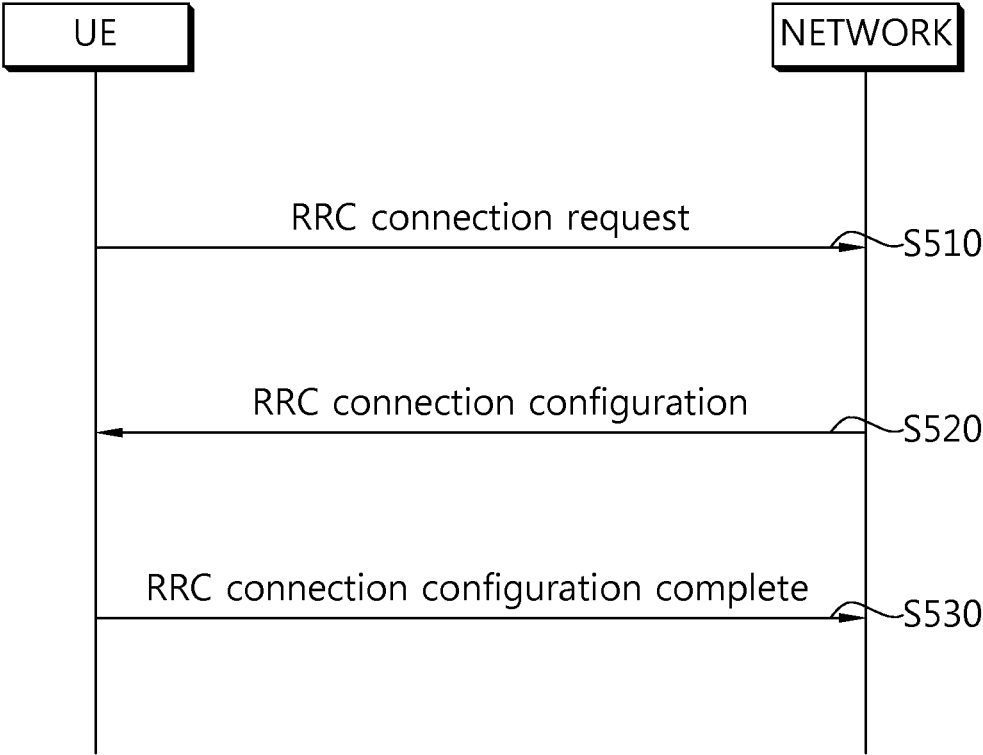 UE
NETWORK
RRC connection request
S510
RRC connection configuration
S520
RRC connection configuration complete
S530